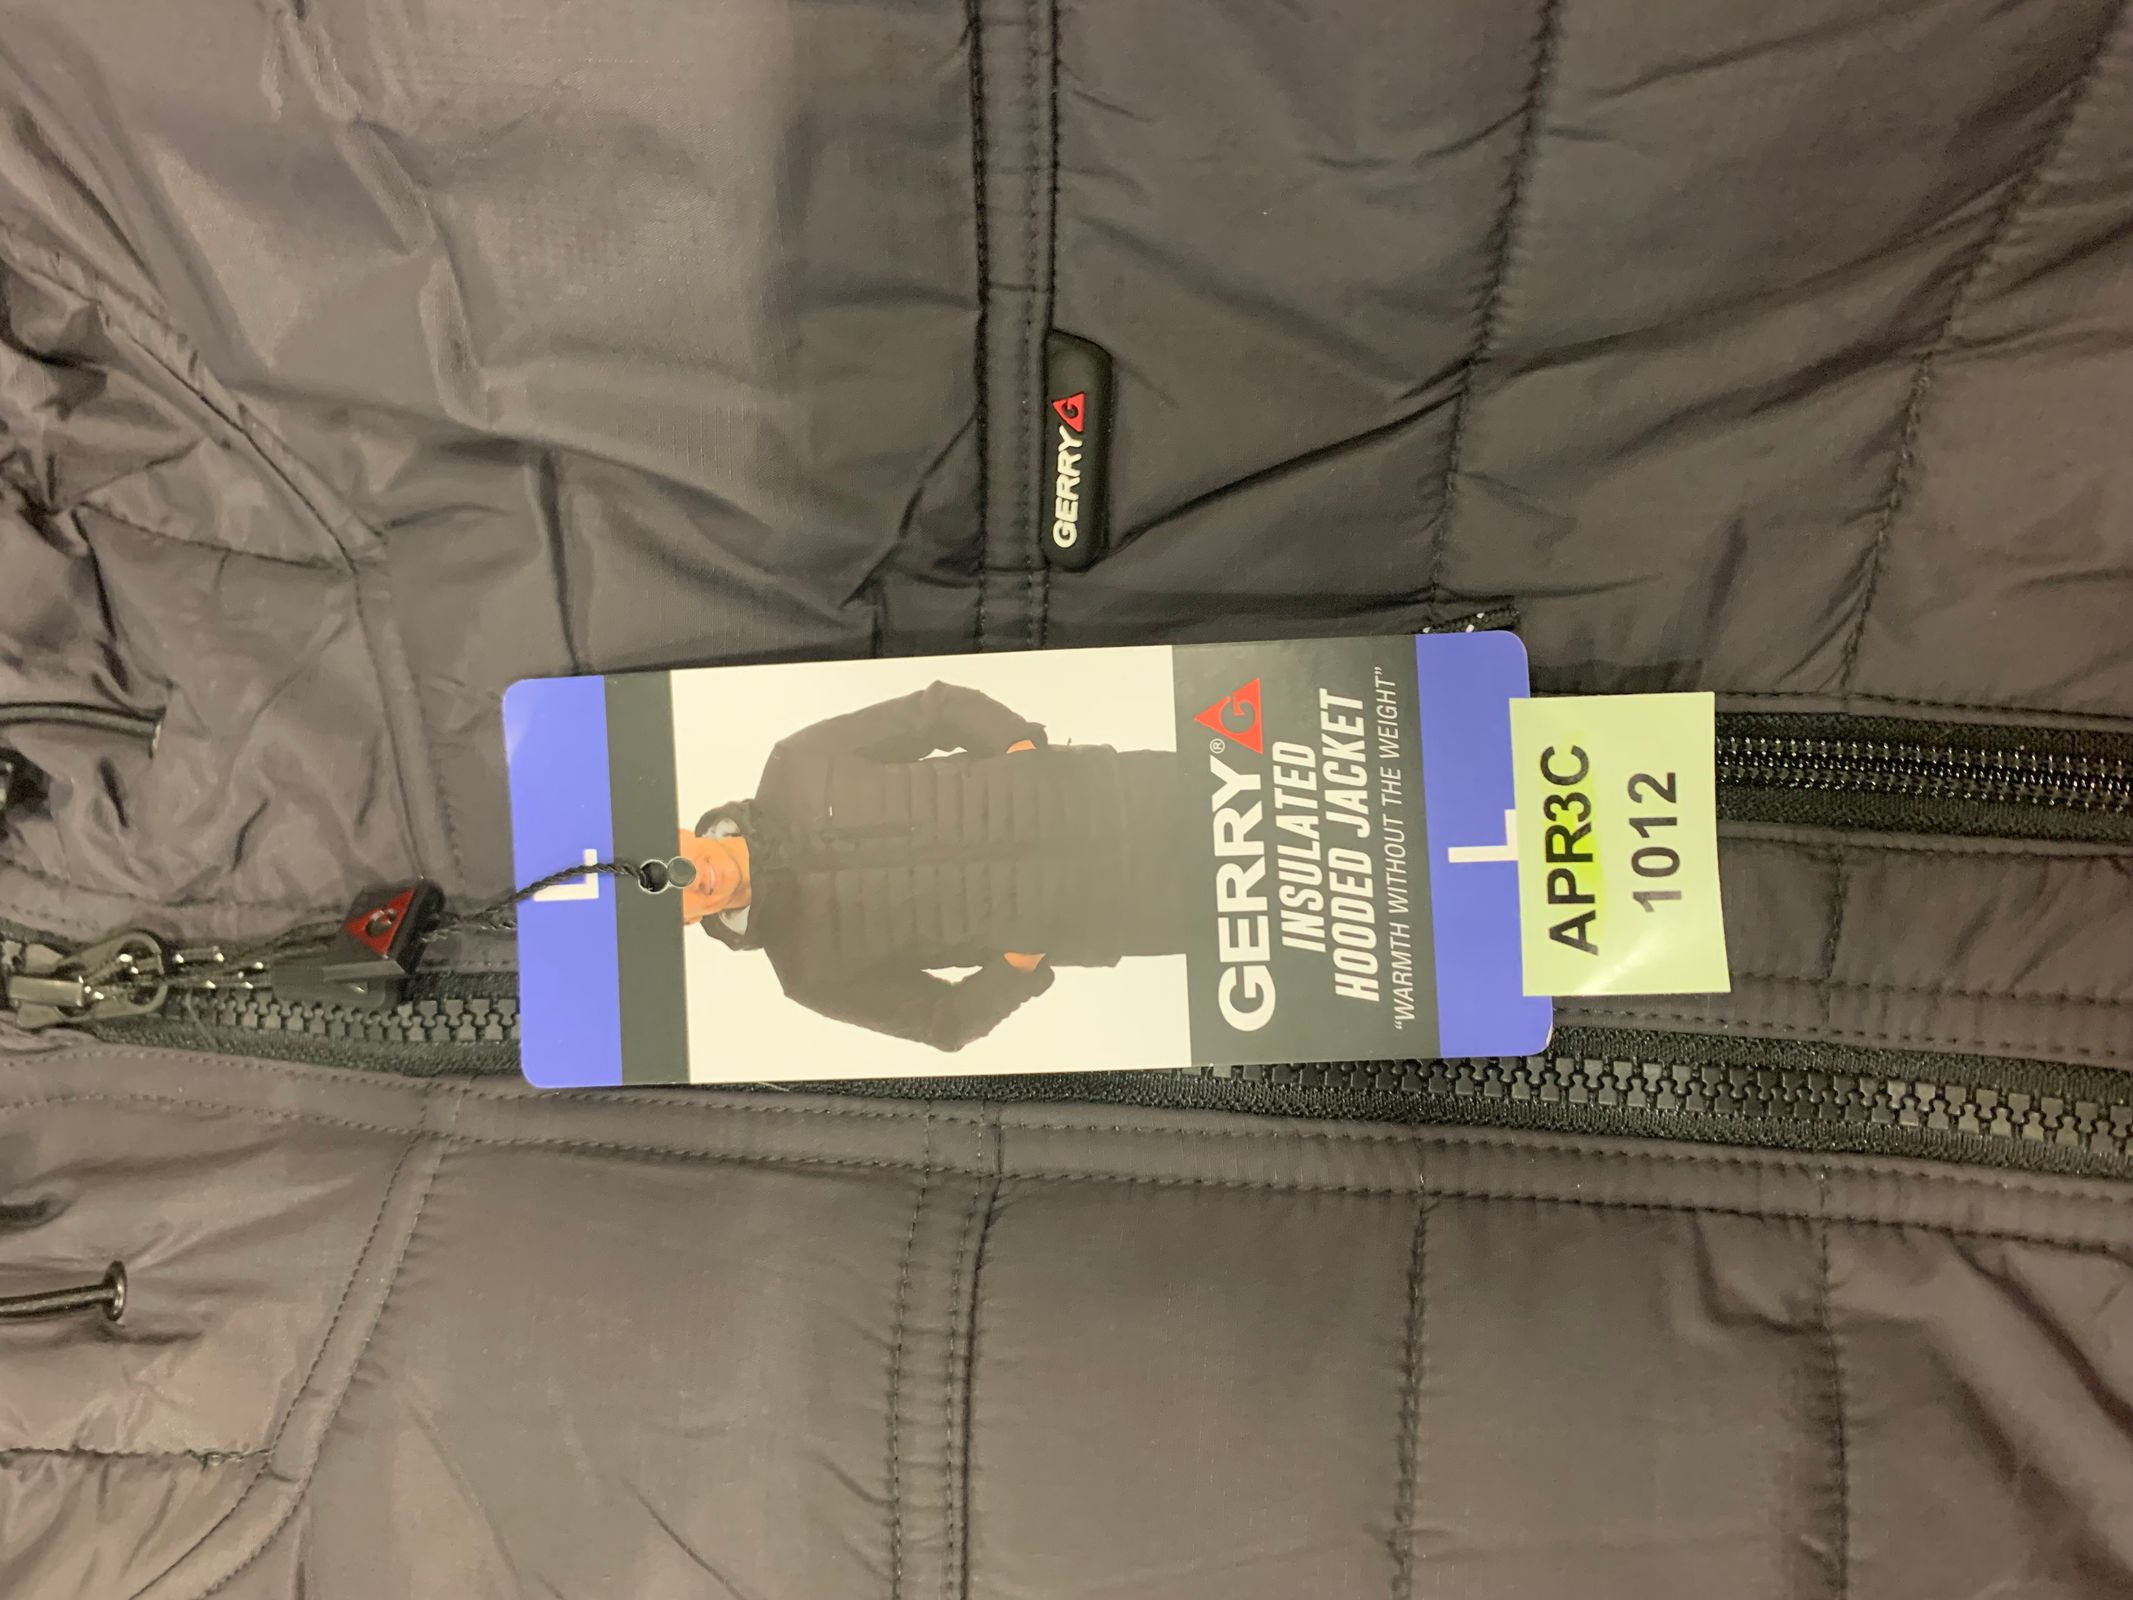 GERRY G
L
GERRY® G
INSULATED
HOODED JACKET
"WARMTH WITHOUT THE WEIGHT"
L
APR3C
1012
G